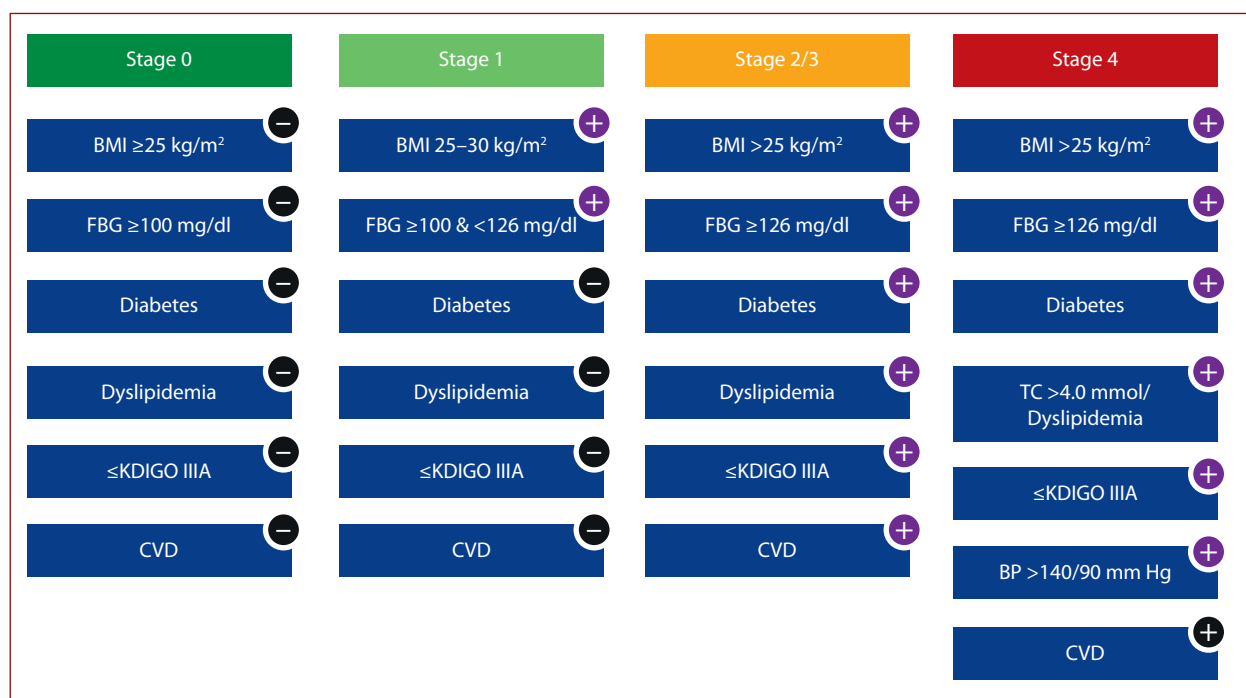 Stage 0
BMI ≥25 kg/m²
−
FBG ≥100 mg/dl
−
Diabetes
−
Dyslipidemia
−
≤KDIGO IIIA
−
CVD
−
Stage 1
BMI 25–30 kg/m²
+
FBG ≥100 & <126 mg/dl
+
Diabetes
−
Dyslipidemia
−
≤KDIGO IIIA
−
CVD
−
Stage 2/3
BMI >25 kg/m²
+
FBG ≥126 mg/dl
+
Diabetes
+
Dyslipidemia
+
≤KDIGO IIIA
+
CVD
+
Stage 4
BMI >25 kg/m²
+
FBG ≥126 mg/dl
+
Diabetes
+
TC >4.0 mmol/
Dyslipidemia
+
≤KDIGO IIIA
+
BP >140/90 mm Hg
+
CVD
+